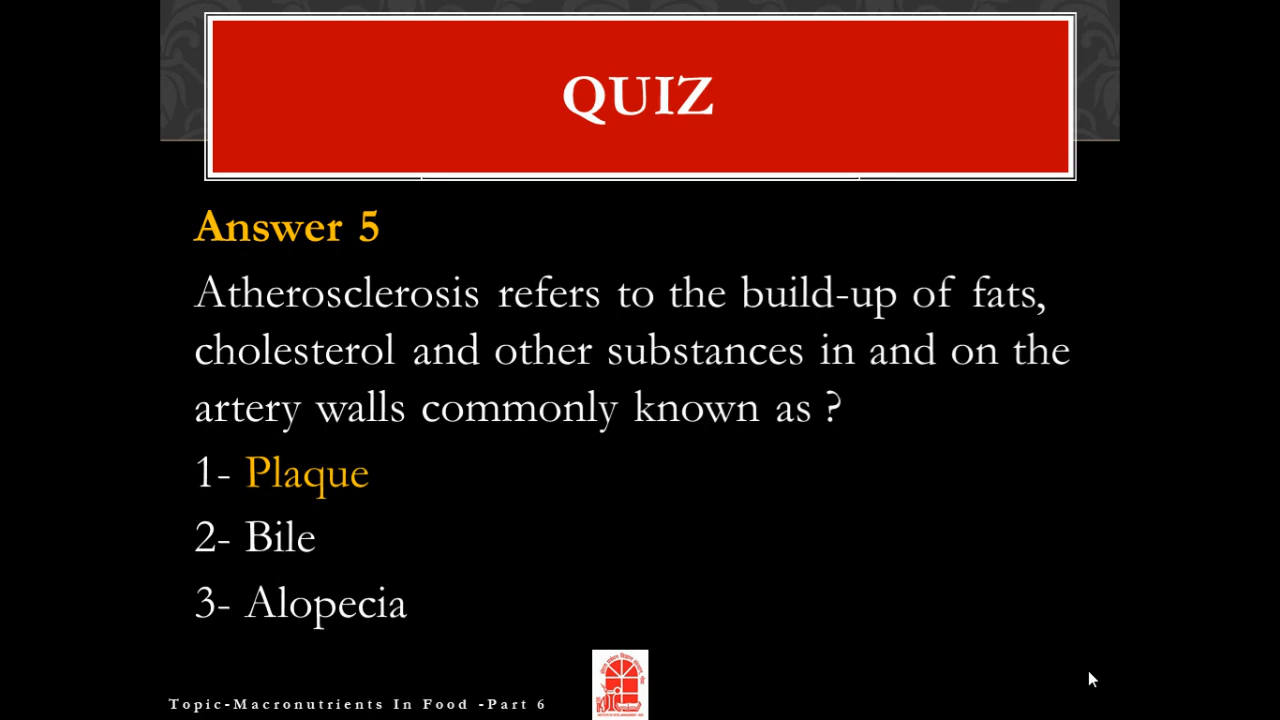 QUIZ
Answer 5
Atherosclerosis refers to the build-up of fats,
cholesterol and other substances in and on the
artery walls commonly known as ?
1- Plaque
2- Bile
3- Alopecia
Topic-Macronutrients In Food -Part 6